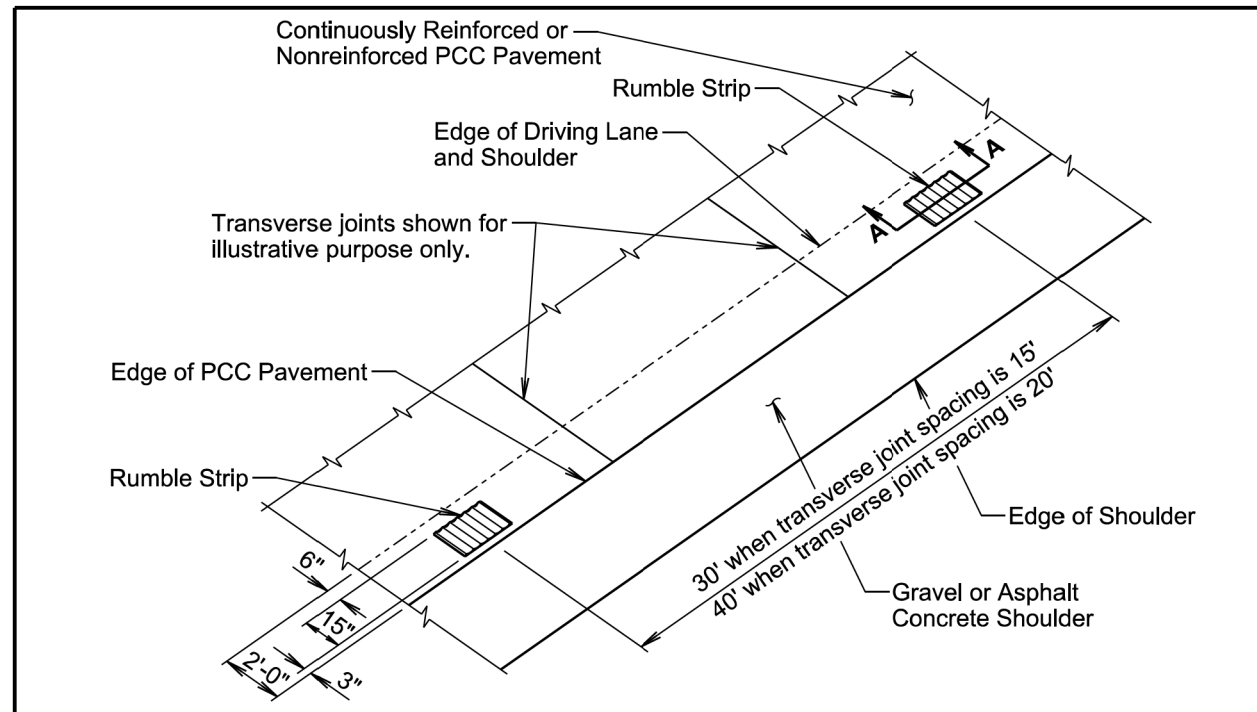 Continuously Reinforced or
Nonreinforced PCC Pavement
Rumble Strip
Edge of Driving Lane
and Shoulder
A
A
Transverse joints shown for
illustrative purpose only.
Edge of PCC Pavement
Rumble Strip
30' when transverse joint spacing is 15'
40' when transverse joint spacing is 20'
Edge of Shoulder
Gravel or Asphalt
Concrete Shoulder
6"
15"
2'-0"
3"